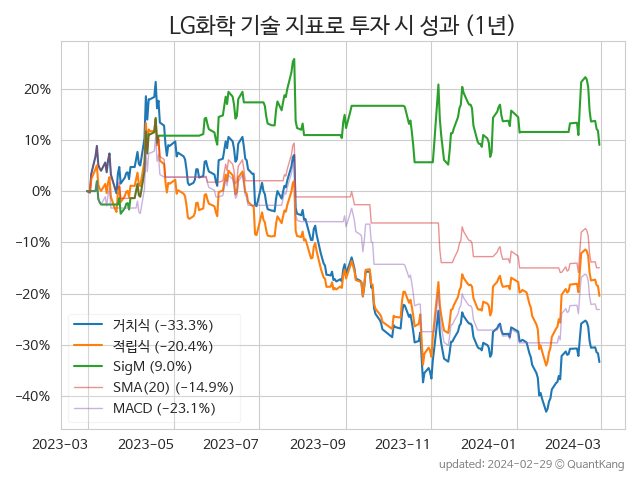 LG화학 기술 지표로 투자 시 성과 (1년)
20%
10%
0%
−10%
−20%
−30%
−40%
거치식 (−33.3%)
적립식 (−20.4%)
SigM (9.0%)
SMA(20) (−14.9%)
MACD (−23.1%)
2023-03
2023-05
2023-07
2023-09
2023-11
2024-01
2024-03
updated: 2024-02-29 ⓒ QuantKang